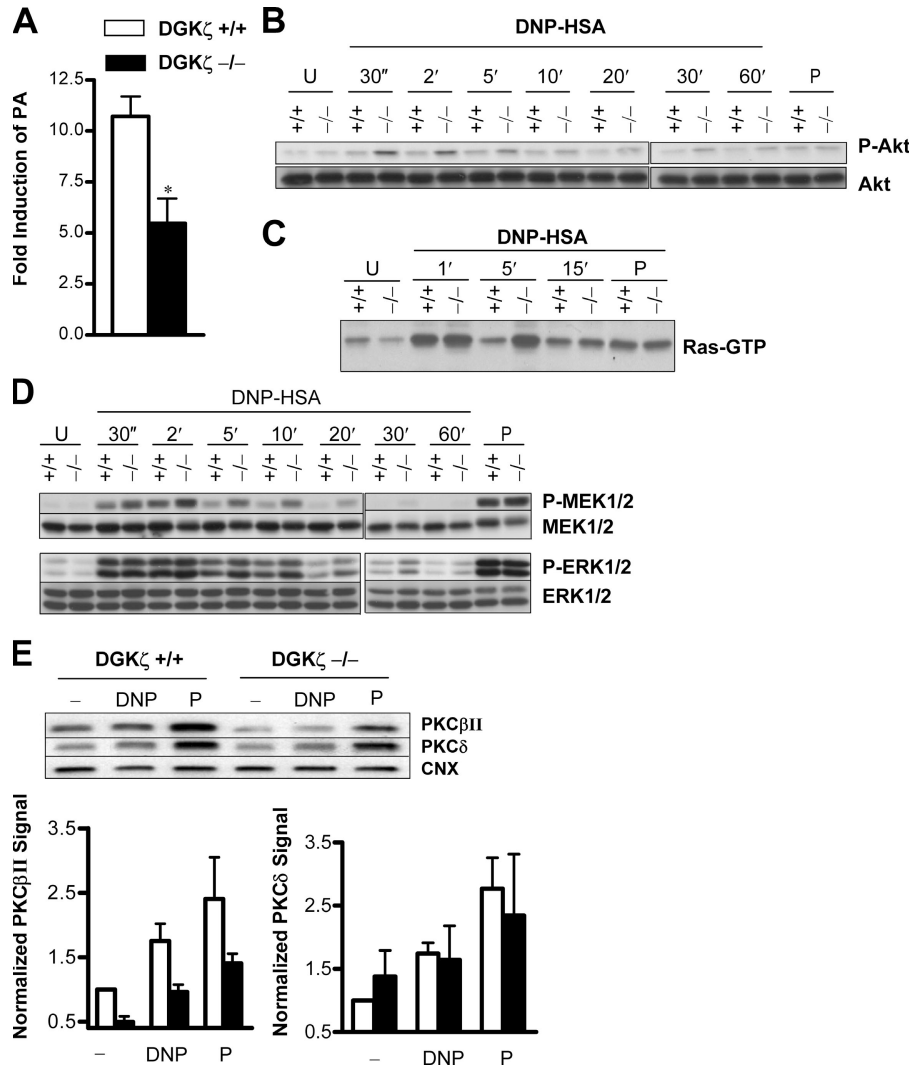 A
DGKζ +/+
DGKζ –/–
Fold Induction of PA
12.5
10.0
7.5
5.0
2.5
0.0
*
B
DNP-HSA
U 30″ 2′ 5′ 10′ 20′ 30′ 60′ P
+/+ –/– +/+ –/– +/+ –/– +/+ –/– +/+ –/– +/+ –/– +/+ –/– +/+ –/– +/+ –/–
P-Akt
Akt
C
DNP-HSA
U 1′ 5′ 15′ P
+/+ –/– +/+ –/– +/+ –/– +/+ –/– +/+ –/–
Ras-GTP
D
DNP-HSA
U 30″ 2′ 5′ 10′ 20′ 30′ 60′ P
+/+ –/– +/+ –/– +/+ –/– +/+ –/– +/+ –/– +/+ –/– +/+ –/– +/+ –/– +/+ –/–
P-MEK1/2
MEK1/2
P-ERK1/2
ERK1/2
E
DGKζ +/+ DGKζ –/–
– DNP P – DNP P
PKCβII
PKCδ
CNX
Normalized PKCβII Signal
3.5
2.5
1.5
0.5
– DNP P
Normalized PKCδ Signal
3.5
2.5
1.5
0.5
– DNP P